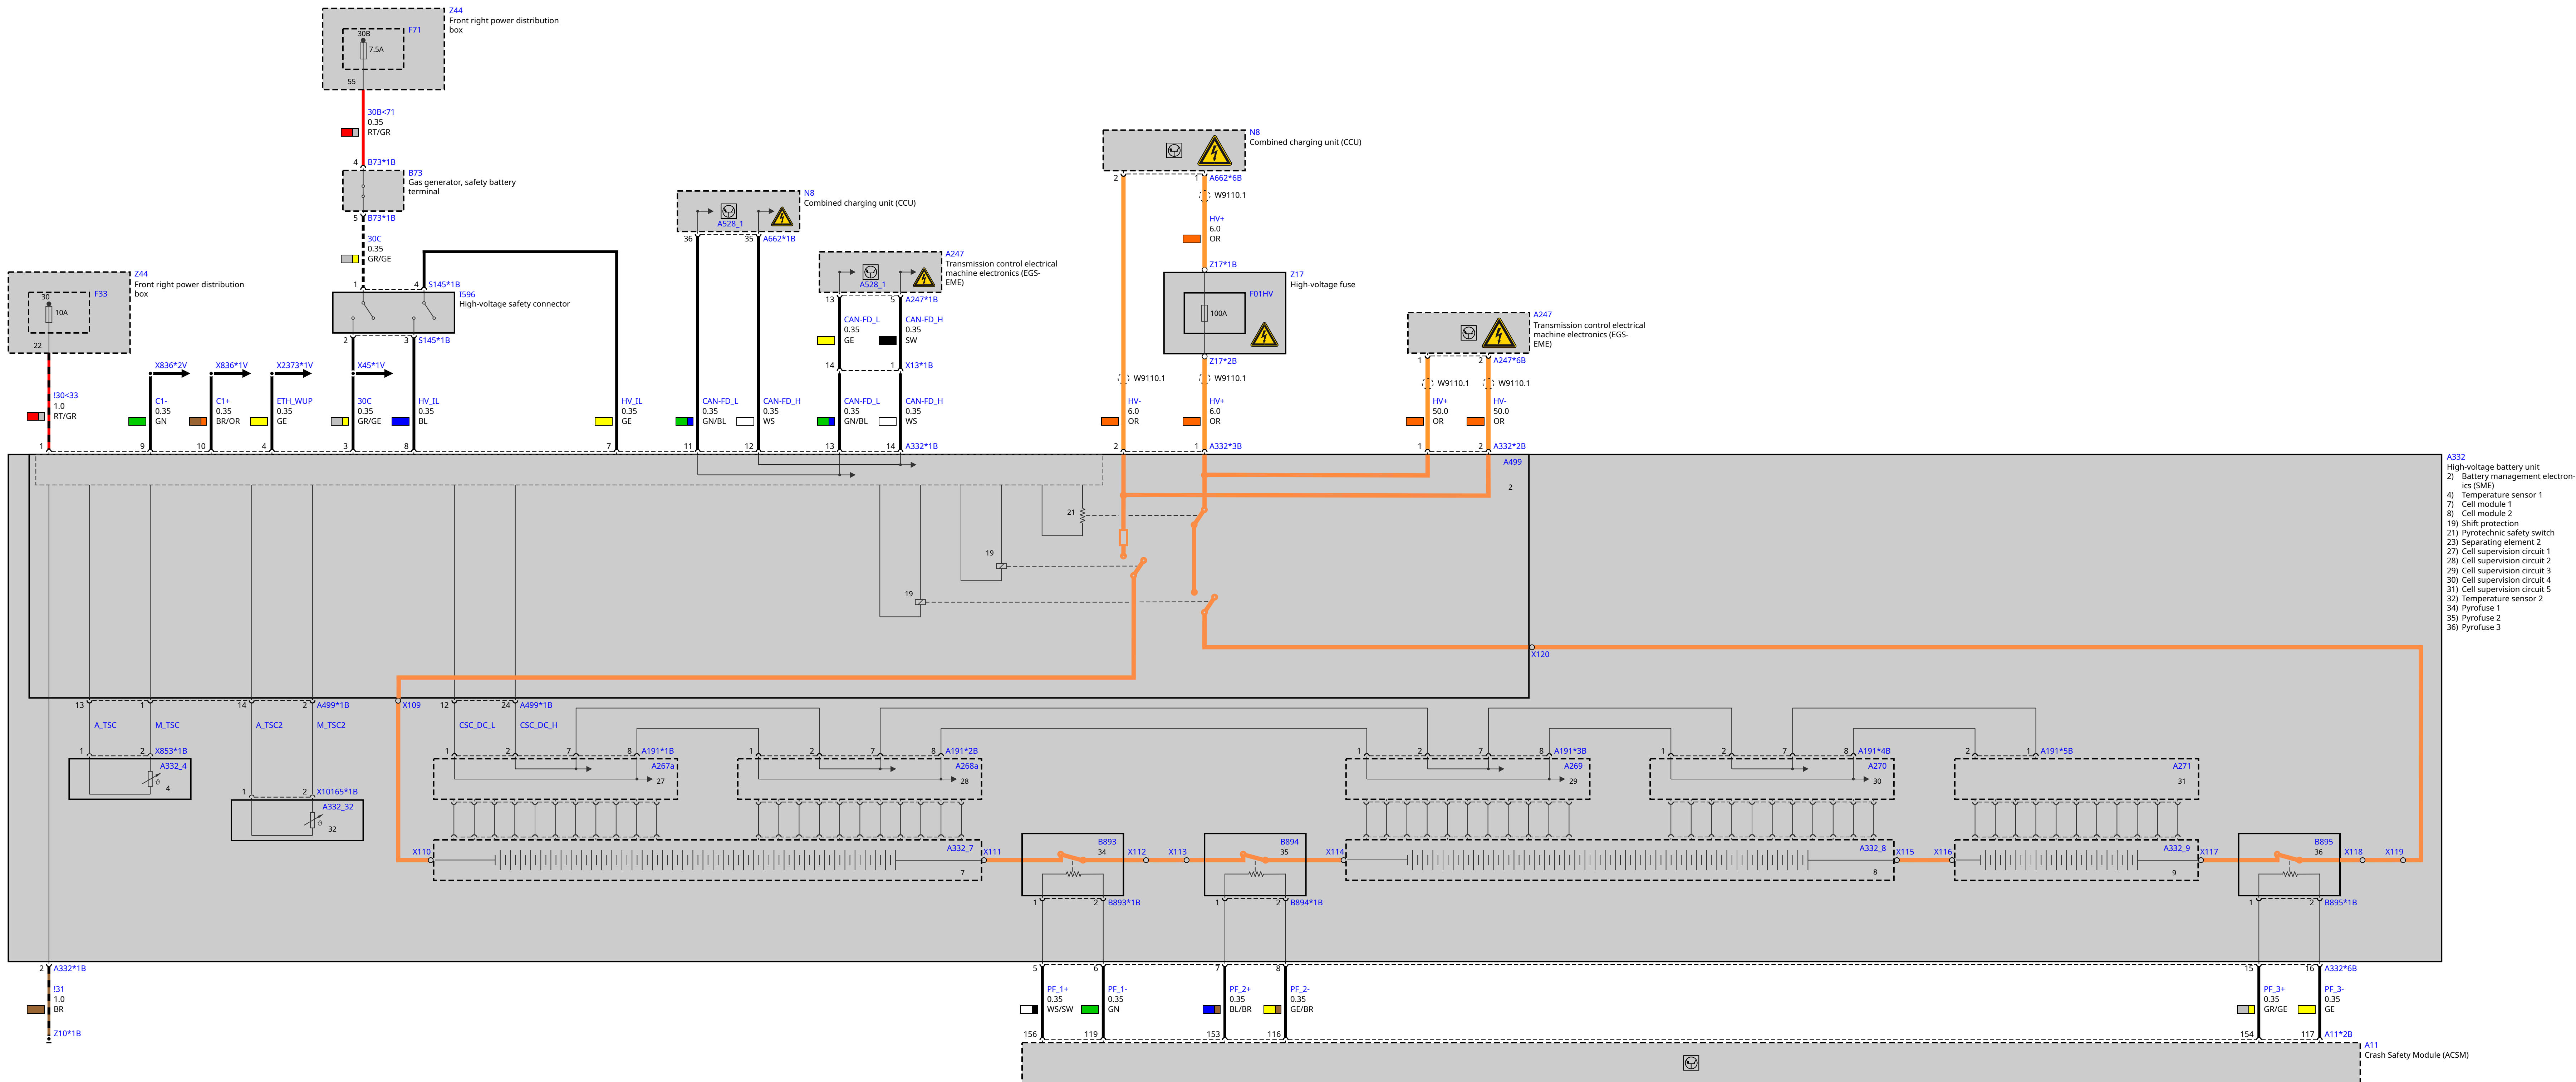 Z44
Front right power distribution
box
F71
30B
7.5A
55
30B<71
0.35
RT/GR
4
B73*1B
B73
Gas generator, safety battery
terminal
5
B73*1B
30C
0.35
GR/GE
1
4
S145*1B
I596
High-voltage safety connector
2
3
S145*1B
Z44
Front right power distribution
box
F33
30
10A
22
!30<33
1.0
RT/GR
X836*2V
C1-
0.35
GN
X836*1V
C1+
0.35
BR/OR
X2373*1V
ETH_WUP
0.35
GE
X45*1V
30C
0.35
GR/GE
HV_IL
0.35
BL
HV_IL
0.35
GE
N8
Combined charging unit (CCU)
A528_1
36
35
A662*1B
CAN-FD_L
0.35
GN/BL
CAN-FD_H
0.35
WS
A247
Transmission control electrical
machine electronics (EGS-
EME)
A528_1
13
5
A247*1B
CAN-FD_L
0.35
GE
CAN-FD_H
0.35
SW
14
1
X13*1B
CAN-FD_L
0.35
GN/BL
CAN-FD_H
0.35
WS
N8
Combined charging unit (CCU)
2
1
A662*6B
W9110.1
HV+
6.0
OR
Z17*1B
Z17
High-voltage fuse
F01HV
100A
Z17*2B
W9110.1
W9110.1
HV-
6.0
OR
HV+
6.0
OR
A247
Transmission control electrical
machine electronics (EGS-
EME)
1
2
A247*6B
W9110.1
W9110.1
HV+
50.0
OR
HV-
50.0
OR
1
9
10
4
3
8
7
11
12
13
14
A332*1B
2
1
A332*3B
1
2
A332*2B
A499
2
A332
High-voltage battery unit
2) Battery management electron-
ics (SME)
4) Temperature sensor 1
7) Cell module 1
8) Cell module 2
19) Shift protection
21) Pyrotechnic safety switch
23) Separating element 2
27) Cell supervision circuit 1
28) Cell supervision circuit 2
29) Cell supervision circuit 3
30) Cell supervision circuit 4
31) Cell supervision circuit 5
32) Temperature sensor 2
34) Pyrofuse 1
35) Pyrofuse 2
36) Pyrofuse 3
21
19
19
X120
13
1
14
2
A499*1B
X109
12
24
A499*1B
A_TSC
M_TSC
A_TSC2
M_TSC2
CSC_DC_L
CSC_DC_H
1
2
X853*1B
A332_4
4
1
2
X10165*1B
A332_32
32
1
2
7
8
A191*1B
A267a
27
1
2
7
8
A191*2B
A268a
28
1
2
7
8
A191*3B
A269
29
1
2
7
8
A191*4B
A270
30
2
1
A191*5B
A271
31
X110
A332_7
7
X111
B893
34
X112
X113
B894
35
X114
A332_8
8
X115
X116
A332_9
9
X117
B895
36
X118
X119
1
2
B893*1B
1
2
B894*1B
1
2
B895*1B
2
A332*1B
!31
1.0
BR
Z10*1B
5
6
7
8
15
16
A332*6B
PF_1+
0.35
WS/SW
PF_1-
0.35
GN
PF_2+
0.35
BL/BR
PF_2-
0.35
GE/BR
PF_3+
0.35
GR/GE
PF_3-
0.35
GE
156
119
153
116
154
117
A11*2B
A11
Crash Safety Module (ACSM)